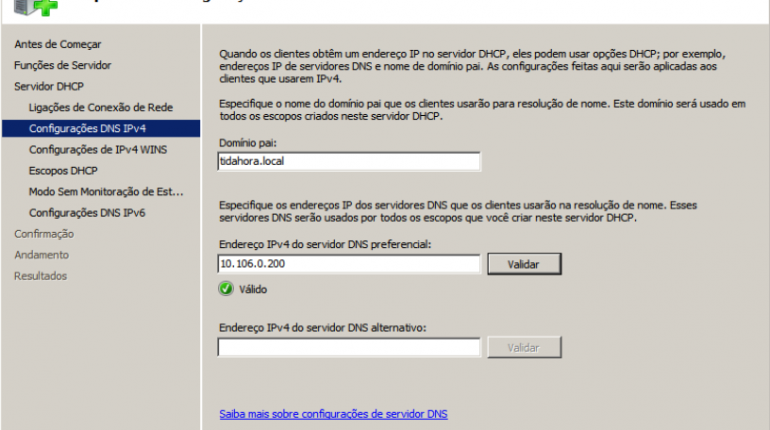 Antes de Começar
Funções de Servidor
Servidor DHCP
Ligações de Conexão de Rede
Configurações DNS IPv4
Configurações de IPv4 WINS
Escopos DHCP
Modo Sem Monitoração de Est...
Configurações DNS IPv6
Confirmação
Andamento
Resultados
Quando os clientes obtêm um endereço IP no servidor DHCP, eles podem usar opções DHCP; por exemplo,
endereços IP de servidores DNS e nome de domínio pai. As configurações feitas aqui serão aplicadas aos
clientes que usarem IPv4.
Especifique o nome do domínio pai que os clientes usarão para resolução de nome. Este domínio será usado em
todos os escopos criados neste servidor DHCP.
Domínio pai:
tidahora.local
Especifique os endereços IP dos servidores DNS que os clientes usarão na resolução de nome. Esses
servidores DNS serão usados por todos os escopos que você criar neste servidor DHCP.
Endereço IPv4 do servidor DNS preferencial:
10.106.0.200
Validar
Válido
Endereço IPv4 do servidor DNS alternativo:
Validar
Saiba mais sobre configurações de servidor DNS